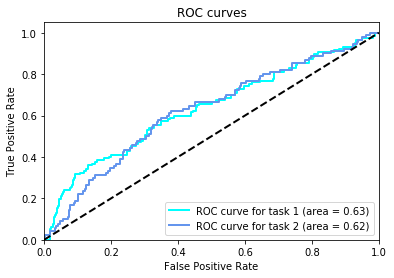 ROC curves
True Positive Rate
1.0
0.8
0.6
0.4
0.2
0.0
ROC curve for task 1 (area = 0.63)
ROC curve for task 2 (area = 0.62)
0.0 0.2 0.4 0.6 0.8 1.0
False Positive Rate